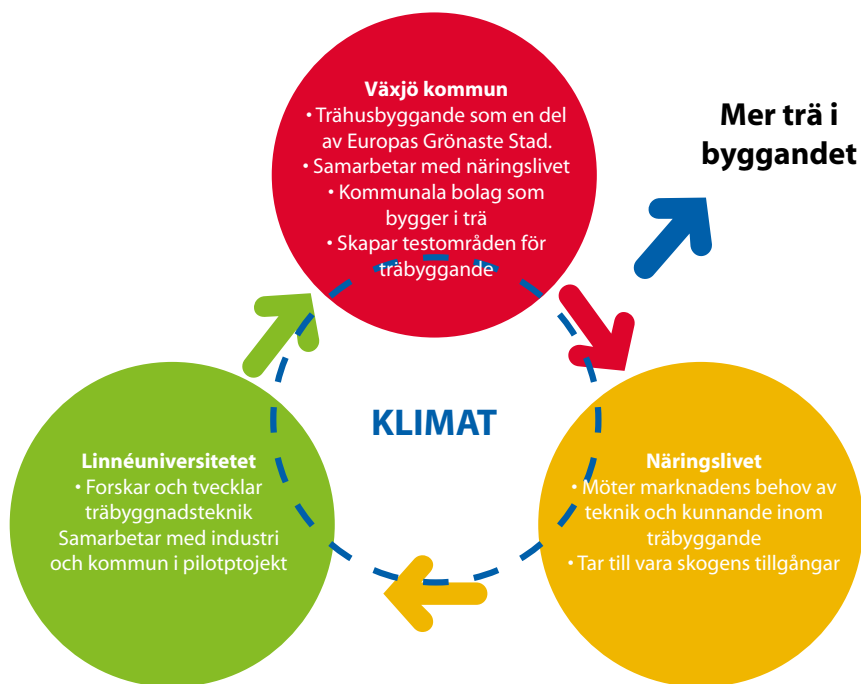 Växjö kommun
• Trähusbyggande som en del
av Europas Grönaste Stad.
• Samarbetar med näringslivet
• Kommunala bolag som
bygger i trä
• Skapar testområden för
träbyggande
Mer trä i
byggandet
KLIMAT
Linnéuniversitetet
• Forskar och tvecklar
träbyggnadsteknik
Samarbetar med industri
och kommun i pilotptojekt
Näringslivet
• Möter marknadens behov av
teknik och kunnande inom
träbyggande
• Tar till vara skogens tillgångar